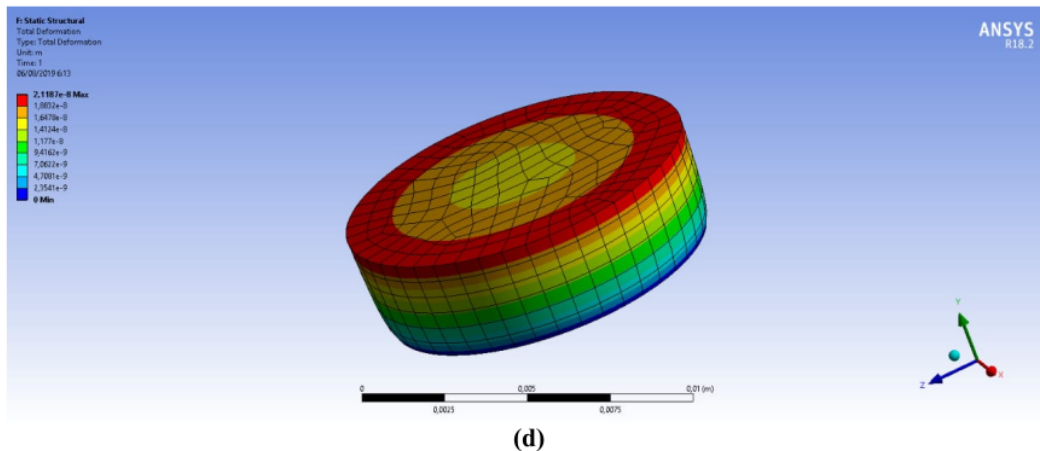 F: Static Structural
Total Deformation
Type: Total Deformation
Unit: m
Time: 1
06/08/2019 6:13
2,1187e-8 Max
1,8832e-8
1,6478e-8
1,4124e-8
1,177e-8
9,4162e-9
7,0622e-9
4,7081e-9
2,3541e-9
0 Min
ANSYS
R18.2
0 0,005 0,01 (m)
0,0025 0,0075
Y
Z X
(d)